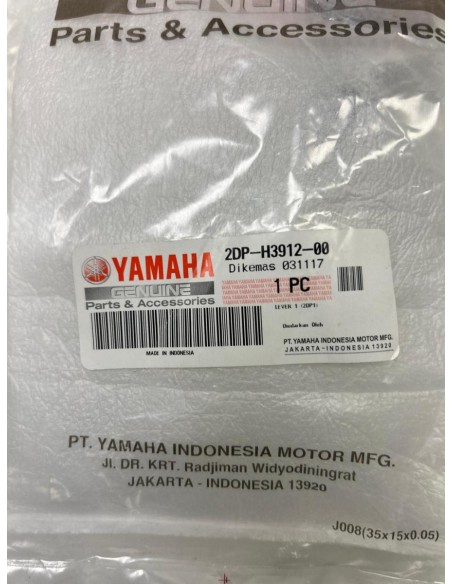 GENUINE
Parts & Accessories
YAMAHA
GENUINE
Parts & Accessories
MADE IN INDONESIA
2DP-H3912-00
Dikemas 031117
1 PC
LEVER 1 (2DP1)
Diedarkan Oleh
PT. YAMAHA INDONESIA MOTOR MFG.
JAKARTA - INDONESIA 13920
PT. YAMAHA INDONESIA MOTOR MFG.
Jl. DR. KRT. Radjiman Widyodiningrat
JAKARTA - INDONESIA 13920
J008(35x15x0.05)